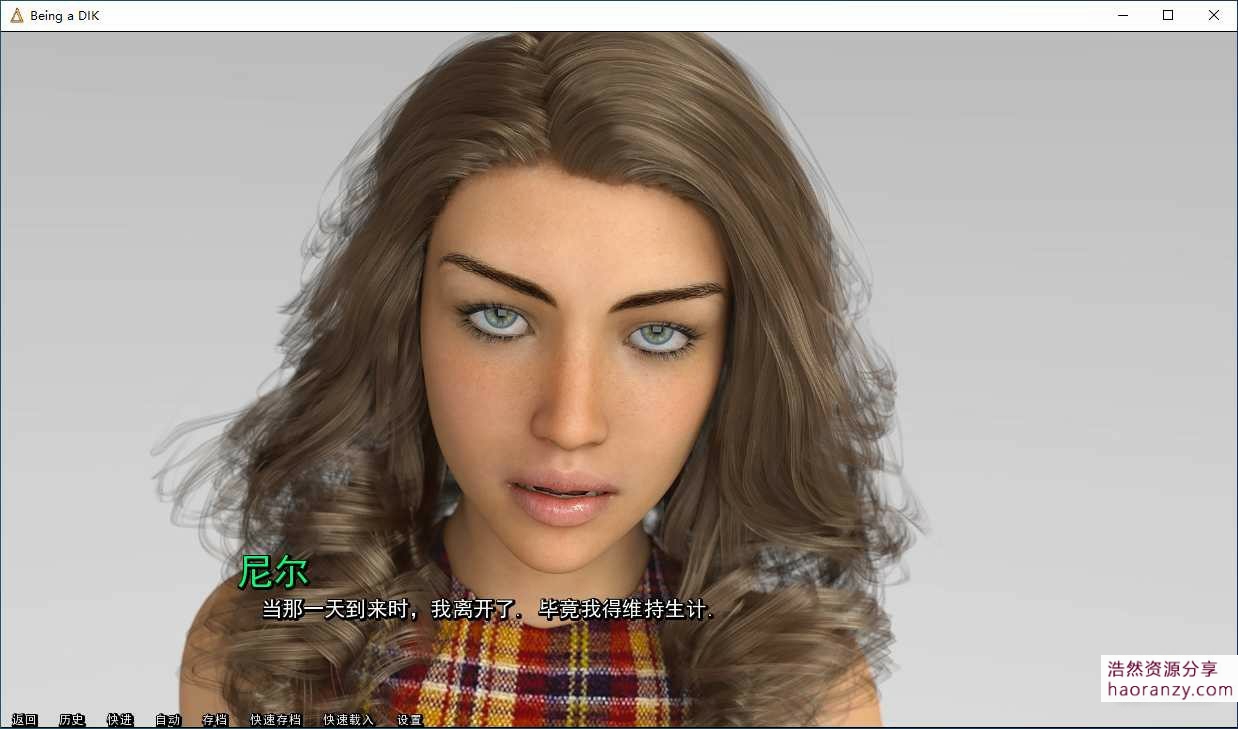 Being a DIK
尼尔
当那一天到来时，我离开了. 毕竟我得维持生计.
浩然资源分享
haoranzy.com
返回 历史 快进 自动 存档 快速存档 快速载入 设置